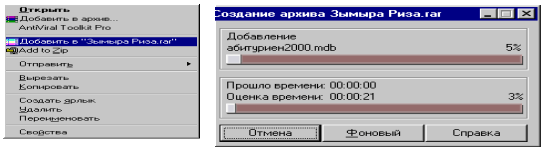 Открыть
Добавить в архив...
AntiViral Toolkit Pro
Добавить в "Зымыра Риза.rar"
Add to Zip
Отправить
Вырезать
Копировать
Создать ярлык
Удалить
Переименовать
Свойства
Создание архива Зымыра Риза.rar
Добавление
абитуриен2000.mdb 5%
Прошло времени: 00:00:00
Оценка времени: 00:00:21 3%
Отмена Фоновый Справка